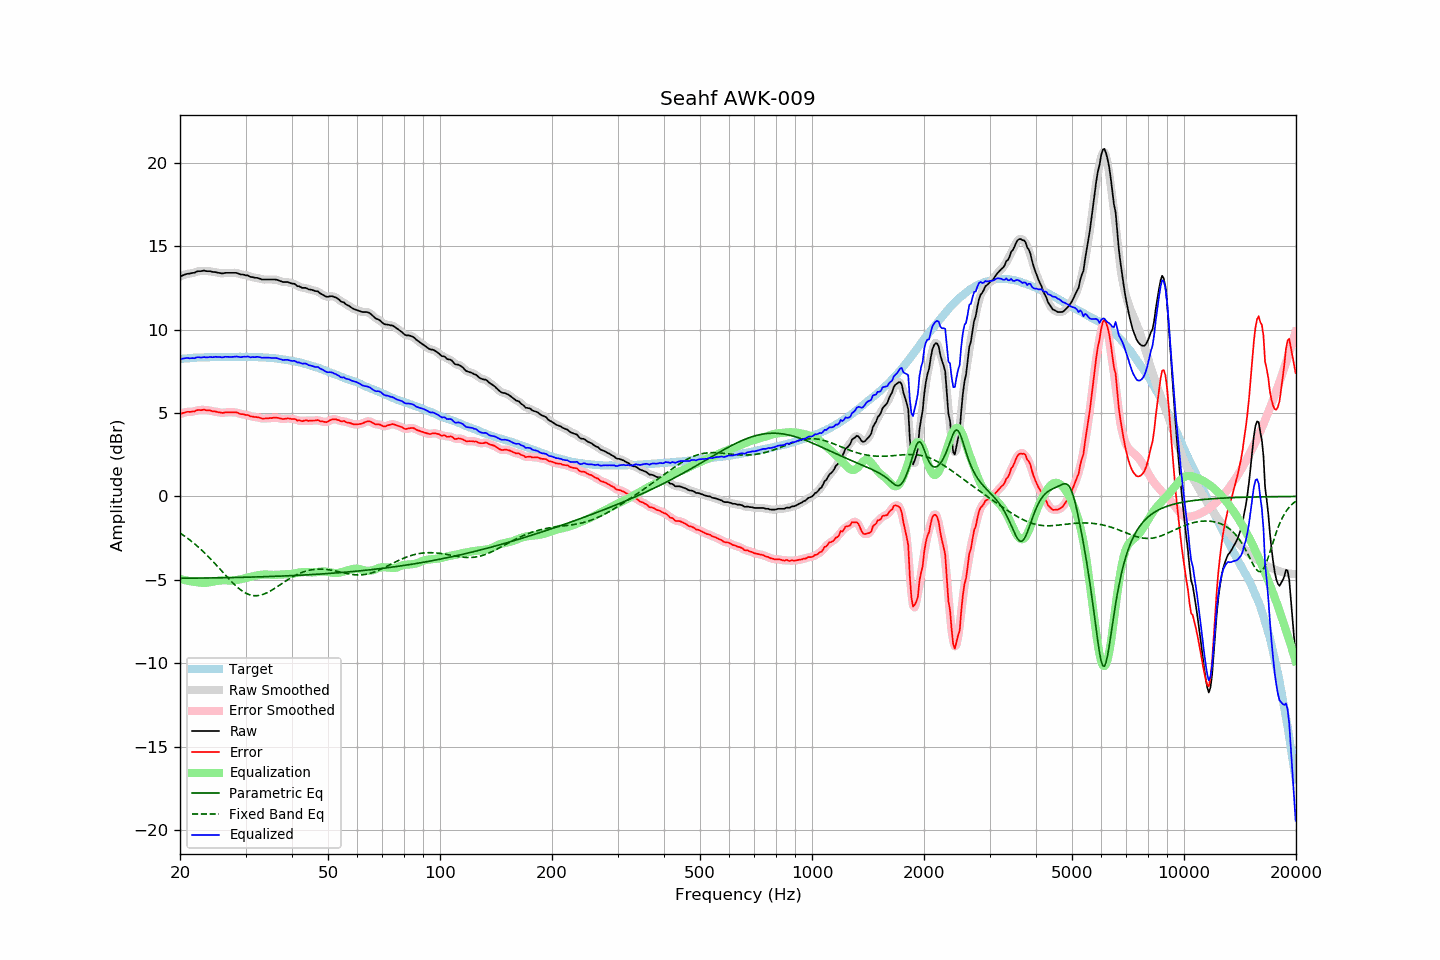 Seahf AWK-009
Amplitude (dBr)
20
15
10
5
0
−5
−10
−15
−20
Target
Raw Smoothed
Error Smoothed
Raw
Error
Equalization
Parametric Eq
Fixed Band Eq
Equalized
20 50 100 200 500 1000 2000 5000 10000 20000
Frequency (Hz)